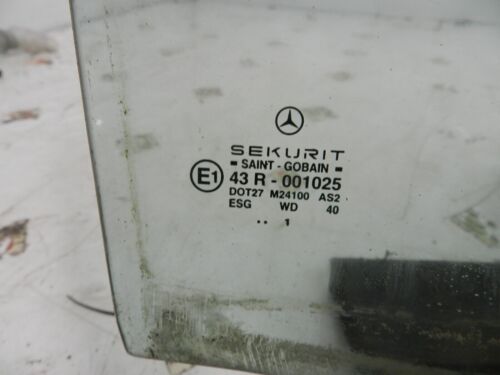 SEKURIT
▪ SAINT - GOBAIN ▪
E1 43 R - 001025
DOT27 M24100 AS2
ESG WD 40
.. 1